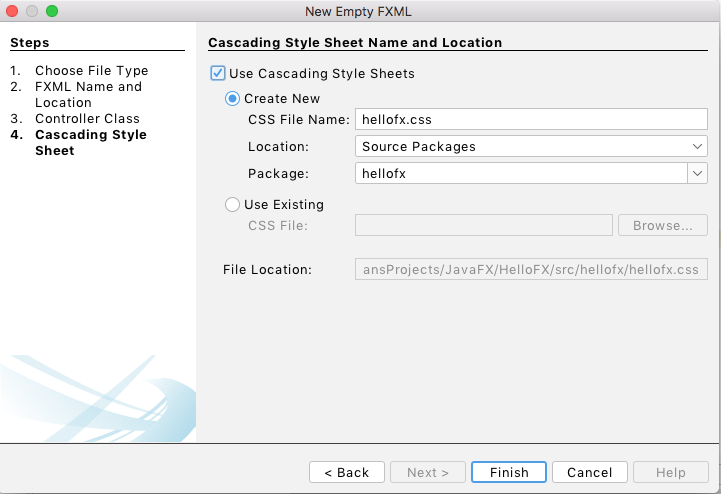 New Empty FXML
Steps
1. Choose File Type
2. FXML Name and
Location
3. Controller Class
4. Cascading Style
Sheet
Cascading Style Sheet Name and Location
Use Cascading Style Sheets
Create New
CSS File Name: hellofx.css
Location: Source Packages
Package: hellofx
Use Existing
CSS File:
Browse...
File Location: ansProjects/JavaFX/HelloFX/src/hellofx/hellofx.css
< Back
Next >
Finish
Cancel
Help